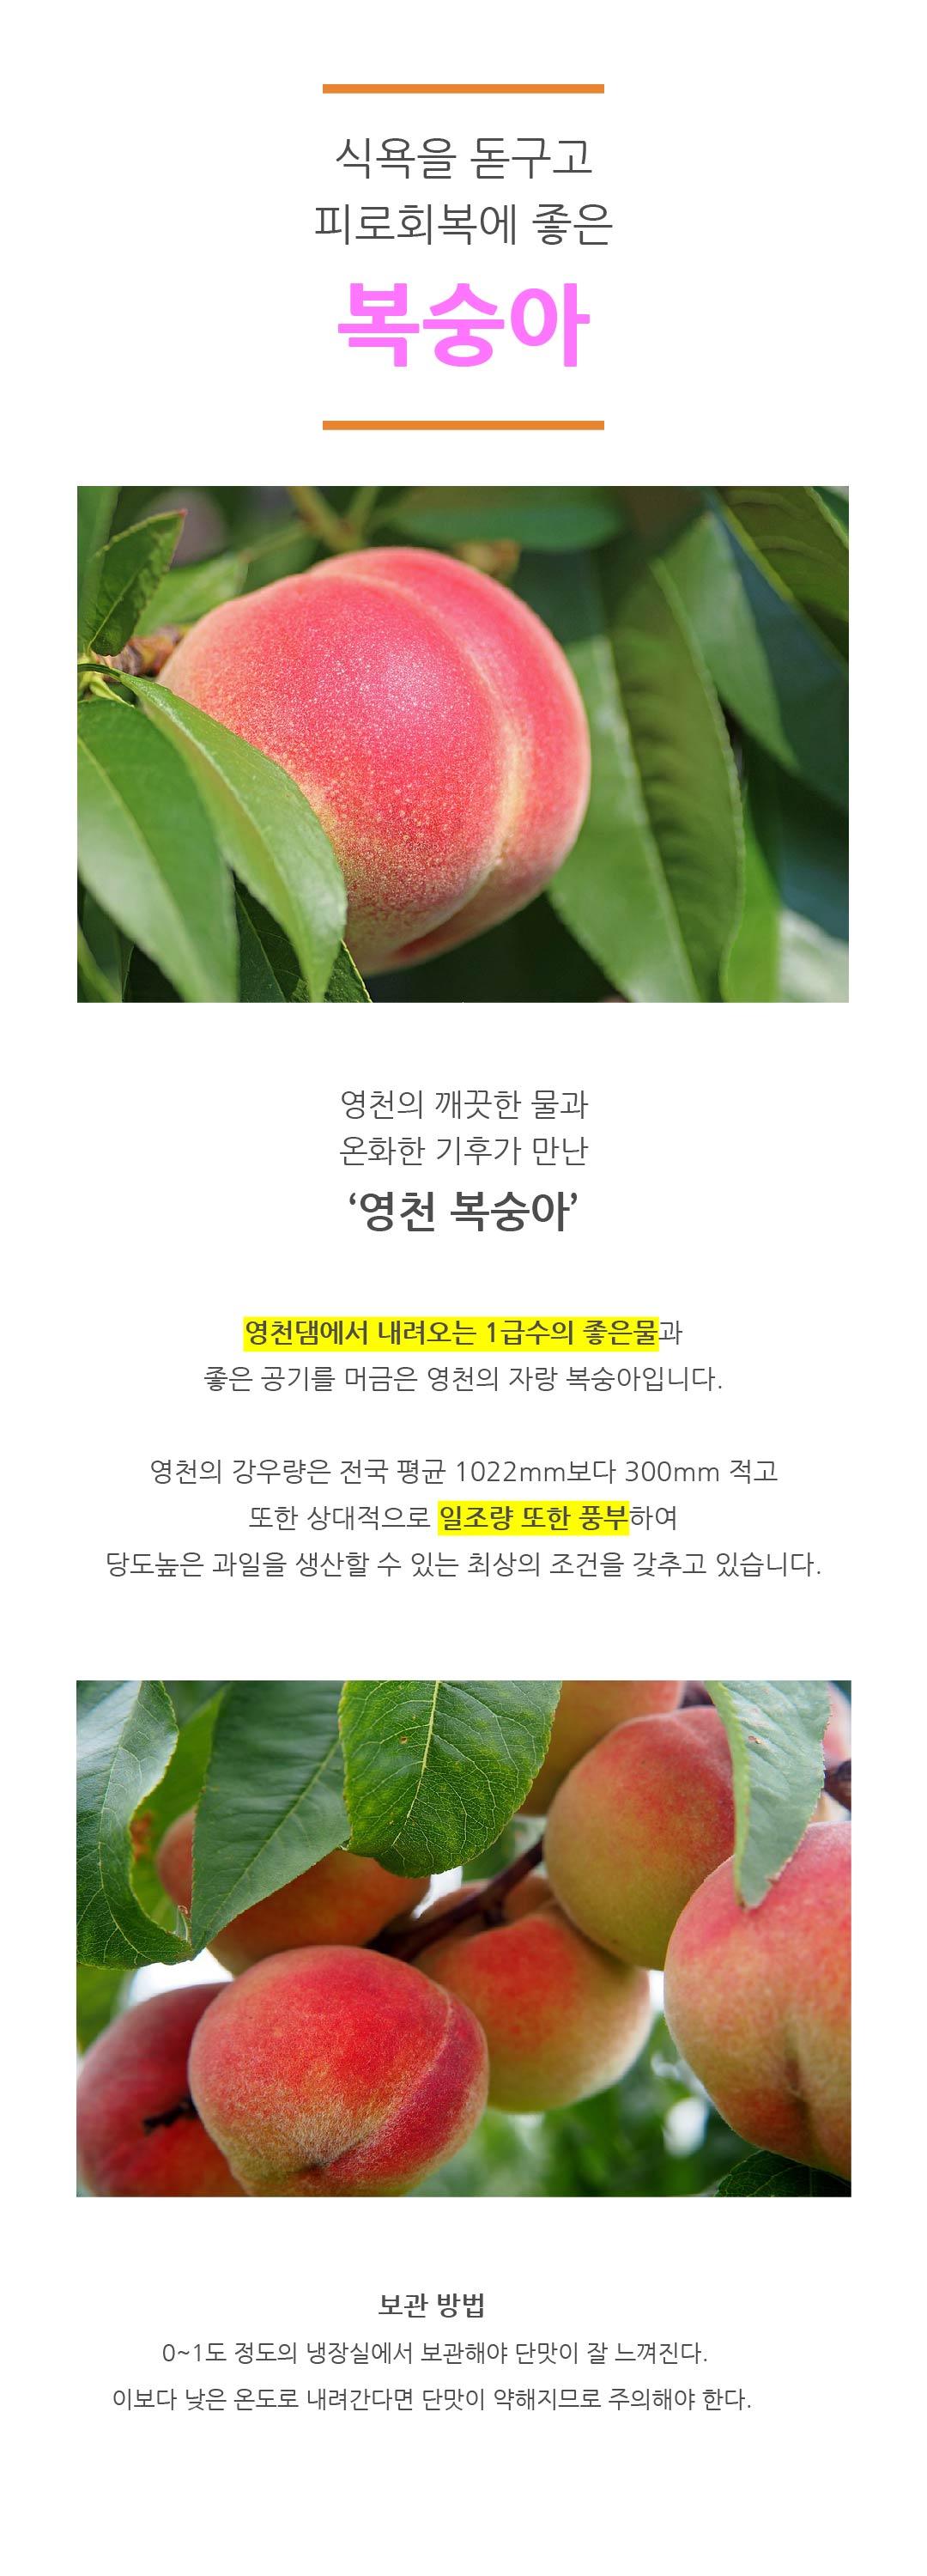 식욕을 돋구고
피로회복에 좋은
복숭아
영천의 깨끗한 물과
온화한 기후가 만난
‘영천 복숭아’
영천댐에서 내려오는 1급수의 좋은물과
좋은 공기를 머금은 영천의 자랑 복숭아입니다.
영천의 강우량은 전국 평균 1022mm보다 300mm 적고
또한 상대적으로 일조량 또한 풍부하여
당도높은 과일을 생산할 수 있는 최상의 조건을 갖추고 있습니다.
보관 방법
0~1도 정도의 냉장실에서 보관해야 단맛이 잘 느껴진다.
이보다 낮은 온도로 내려간다면 단맛이 약해지므로 주의해야 한다.